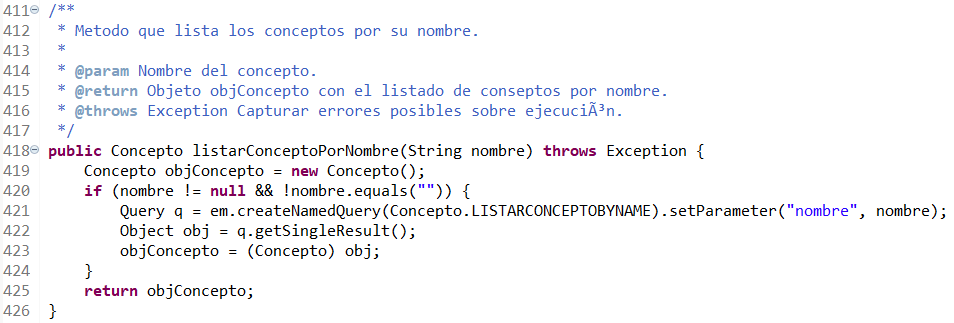 411 /**
412  * Metodo que lista los conceptos por su nombre.
413  *
414  * @param Nombre del concepto.
415  * @return Objeto objConcepto con el listado de conseptos por nombre.
416  * @throws Exception Capturar errores posibles sobre ejecuciÃ³n.
417  */
418 public Concepto listarConceptoPorNombre(String nombre) throws Exception {
419     Concepto objConcepto = new Concepto();
420     if (nombre != null && !nombre.equals("")) {
421         Query q = em.createNamedQuery(Concepto.LISTARCONCEPTOBYNAME).setParameter("nombre", nombre);
422         Object obj = q.getSingleResult();
423         objConcepto = (Concepto) obj;
424     }
425     return objConcepto;
426 }